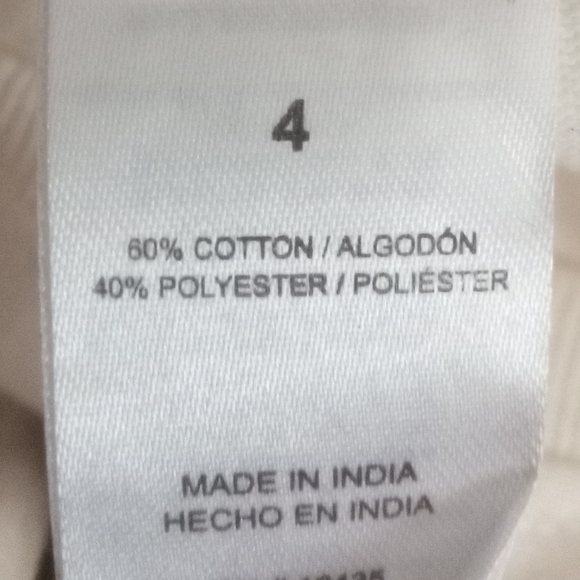 4
60% COTTON / ALGODÓN
40% POLYESTER / POLIÉSTER
MADE IN INDIA
HECHO EN INDIA